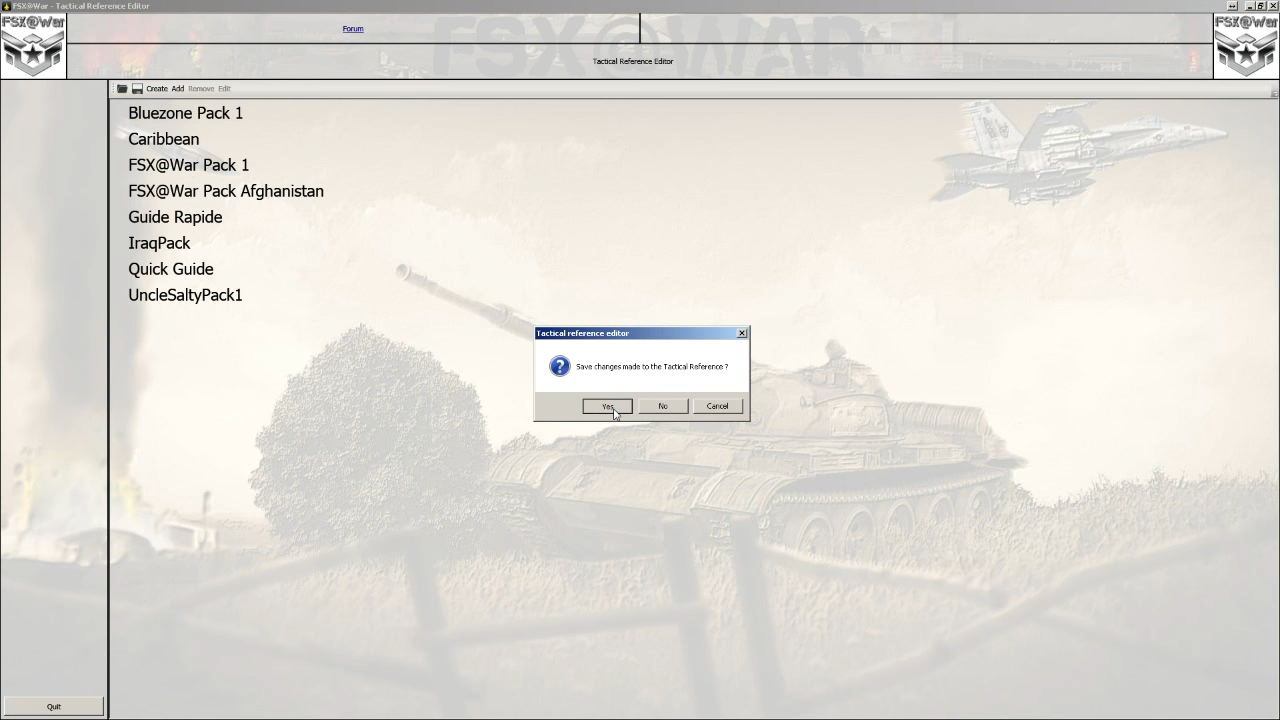 FSX@War - Tactical Reference Editor
FSX@War
Forum
FSX@WAR
FSX@War
Tactical Reference Editor
Create Add Remove Edit
Bluezone Pack 1
Caribbean
FSX@War Pack 1
FSX@War Pack Afghanistan
Guide Rapide
IraqPack
Quick Guide
UncleSaltyPack1
Tactical reference editor
Save changes made to the Tactical Reference ?
Yes
No
Cancel
Quit